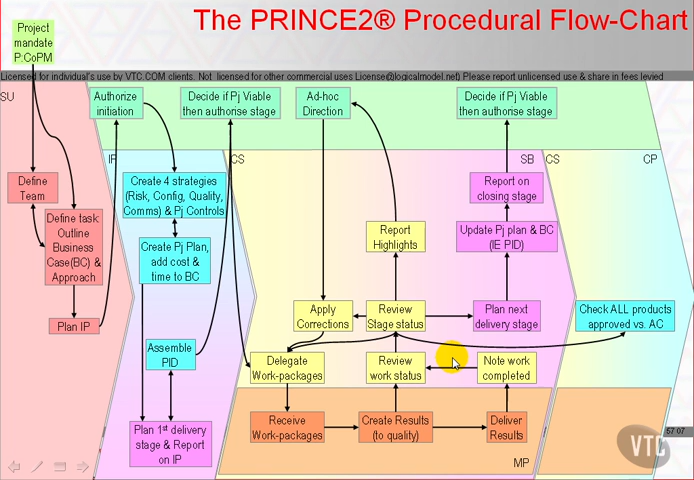 The PRINCE2® Procedural Flow-Chart
Project
mandate
P:CoPM
Licensed for individual's use by VTC.COM clients. Not licensed for other commercial uses License@logicalmodel.net) Please report unlicensed use & share in fees levied
SU
Authorize
initiation
Decide if Pj Viable
then authorise stage
Ad-hoc
Direction
Decide if Pj Viable
then authorise stage
IP
CS
SB
CS
CP
Define
Team
Create 4 strategies
(Risk, Config, Quality,
Comms) & Pj Controls
Report on
closing stage
Define task:
Outline
Business
Case(BC) &
Approach
Create Pj Plan,
add cost &
time to BC
Report
Highlights
Update Pj plan & BC
(IE PID)
Plan IP
Apply
Corrections
Review
Stage status
Plan next
delivery stage
Check ALL products
approved vs. AC
Assemble
PID
Delegate
Work-packages
Review
work status
Note work
completed
Plan 1st delivery
stage & Report
on IP
Receive
Work-packages
Create Results
(to quality)
Deliver
Results
MP
57 07
VTC